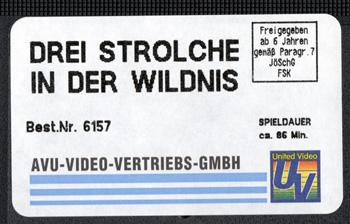 DREI STROLCHE
IN DER WILDNIS
Freigegeben
ab 6 Jahren
gemäß Paragr.7
JöSchG
FSK
Best.Nr. 6157
SPIELDAUER
ca. 86 Min.
AVU-VIDEO-VERTRIEBS-GMBH
United Video
UV